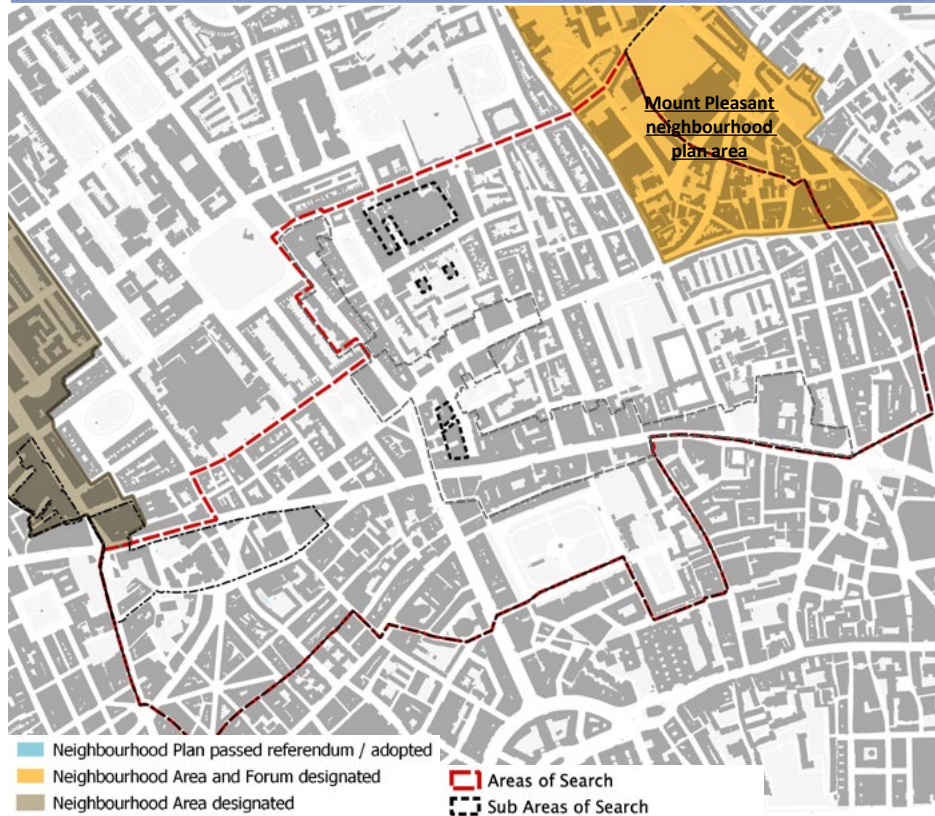 Mount Pleasant
neighbourhood
plan area
Neighbourhood Plan passed referendum / adopted
Neighbourhood Area and Forum designated
Neighbourhood Area designated
Areas of Search
Sub Areas of Search